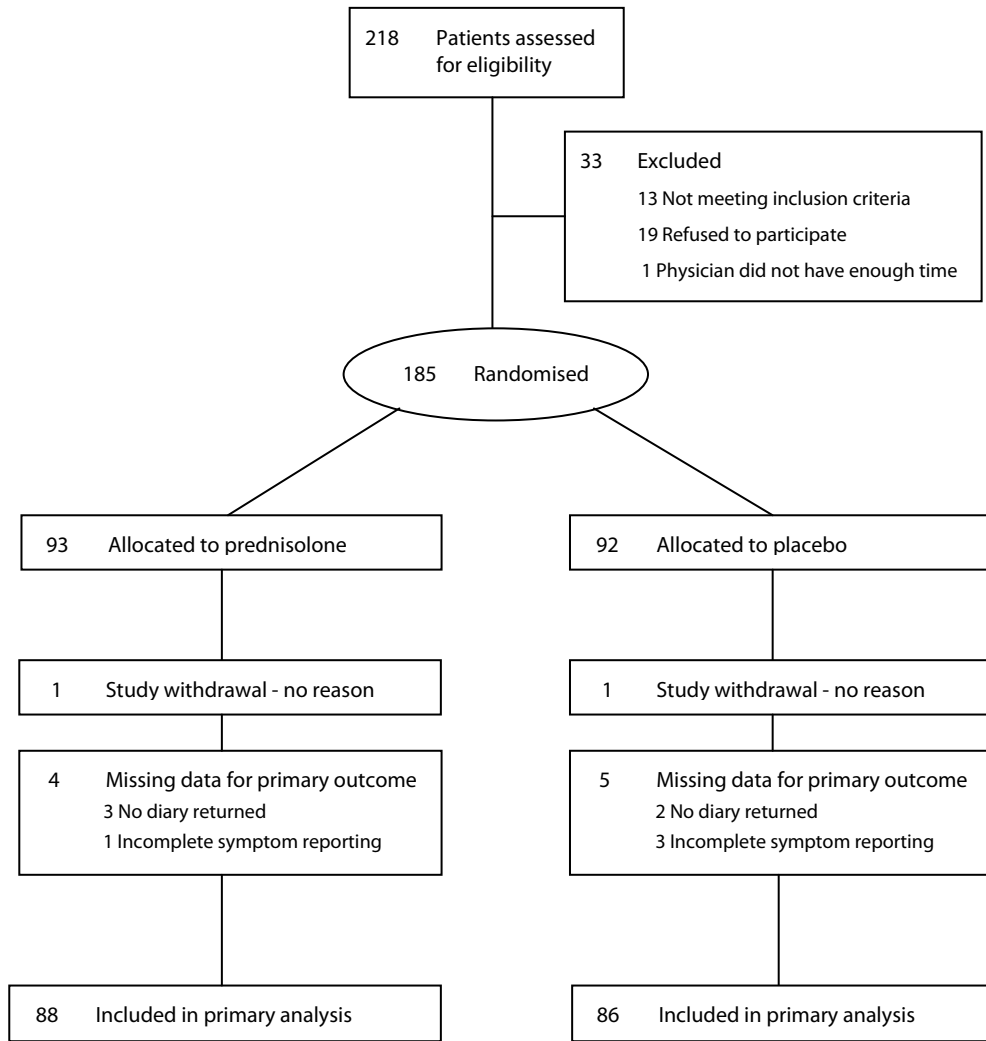 218 Patients assessed
for eligibility
33 Excluded
13 Not meeting inclusion criteria
19 Refused to participate
1 Physician did not have enough time
185 Randomised
93 Allocated to prednisolone
92 Allocated to placebo
1 Study withdrawal - no reason
1 Study withdrawal - no reason
4 Missing data for primary outcome
3 No diary returned
1 Incomplete symptom reporting
5 Missing data for primary outcome
2 No diary returned
3 Incomplete symptom reporting
88 Included in primary analysis
86 Included in primary analysis